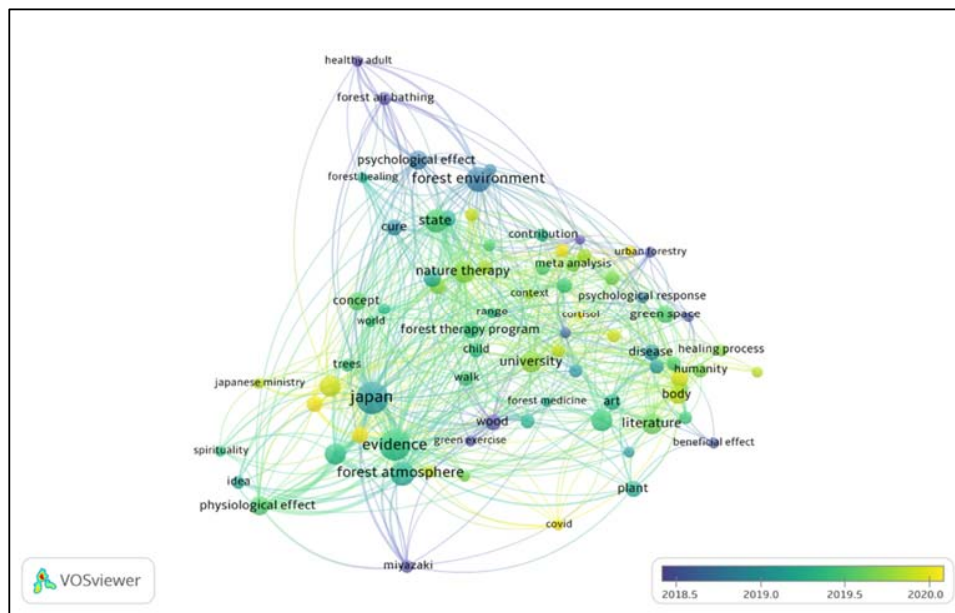 healthy adult
forest air bathing
psychological effect
forest healing
forest environment
state
cure
contribution
urban forestry
nature therapy
meta analysis
concept
context
psychological response
world
range
cortisol
green space
forest therapy program
child
disease
healing process
trees
university
humanity
japanese ministry
walk
japan
forest medicine
art
body
wood
literature
evidence
green exercise
beneficial effect
spirituality
forest atmosphere
idea
plant
physiological effect
covid
miyazaki
VOSviewer
2018.5 2019.0 2019.5 2020.0